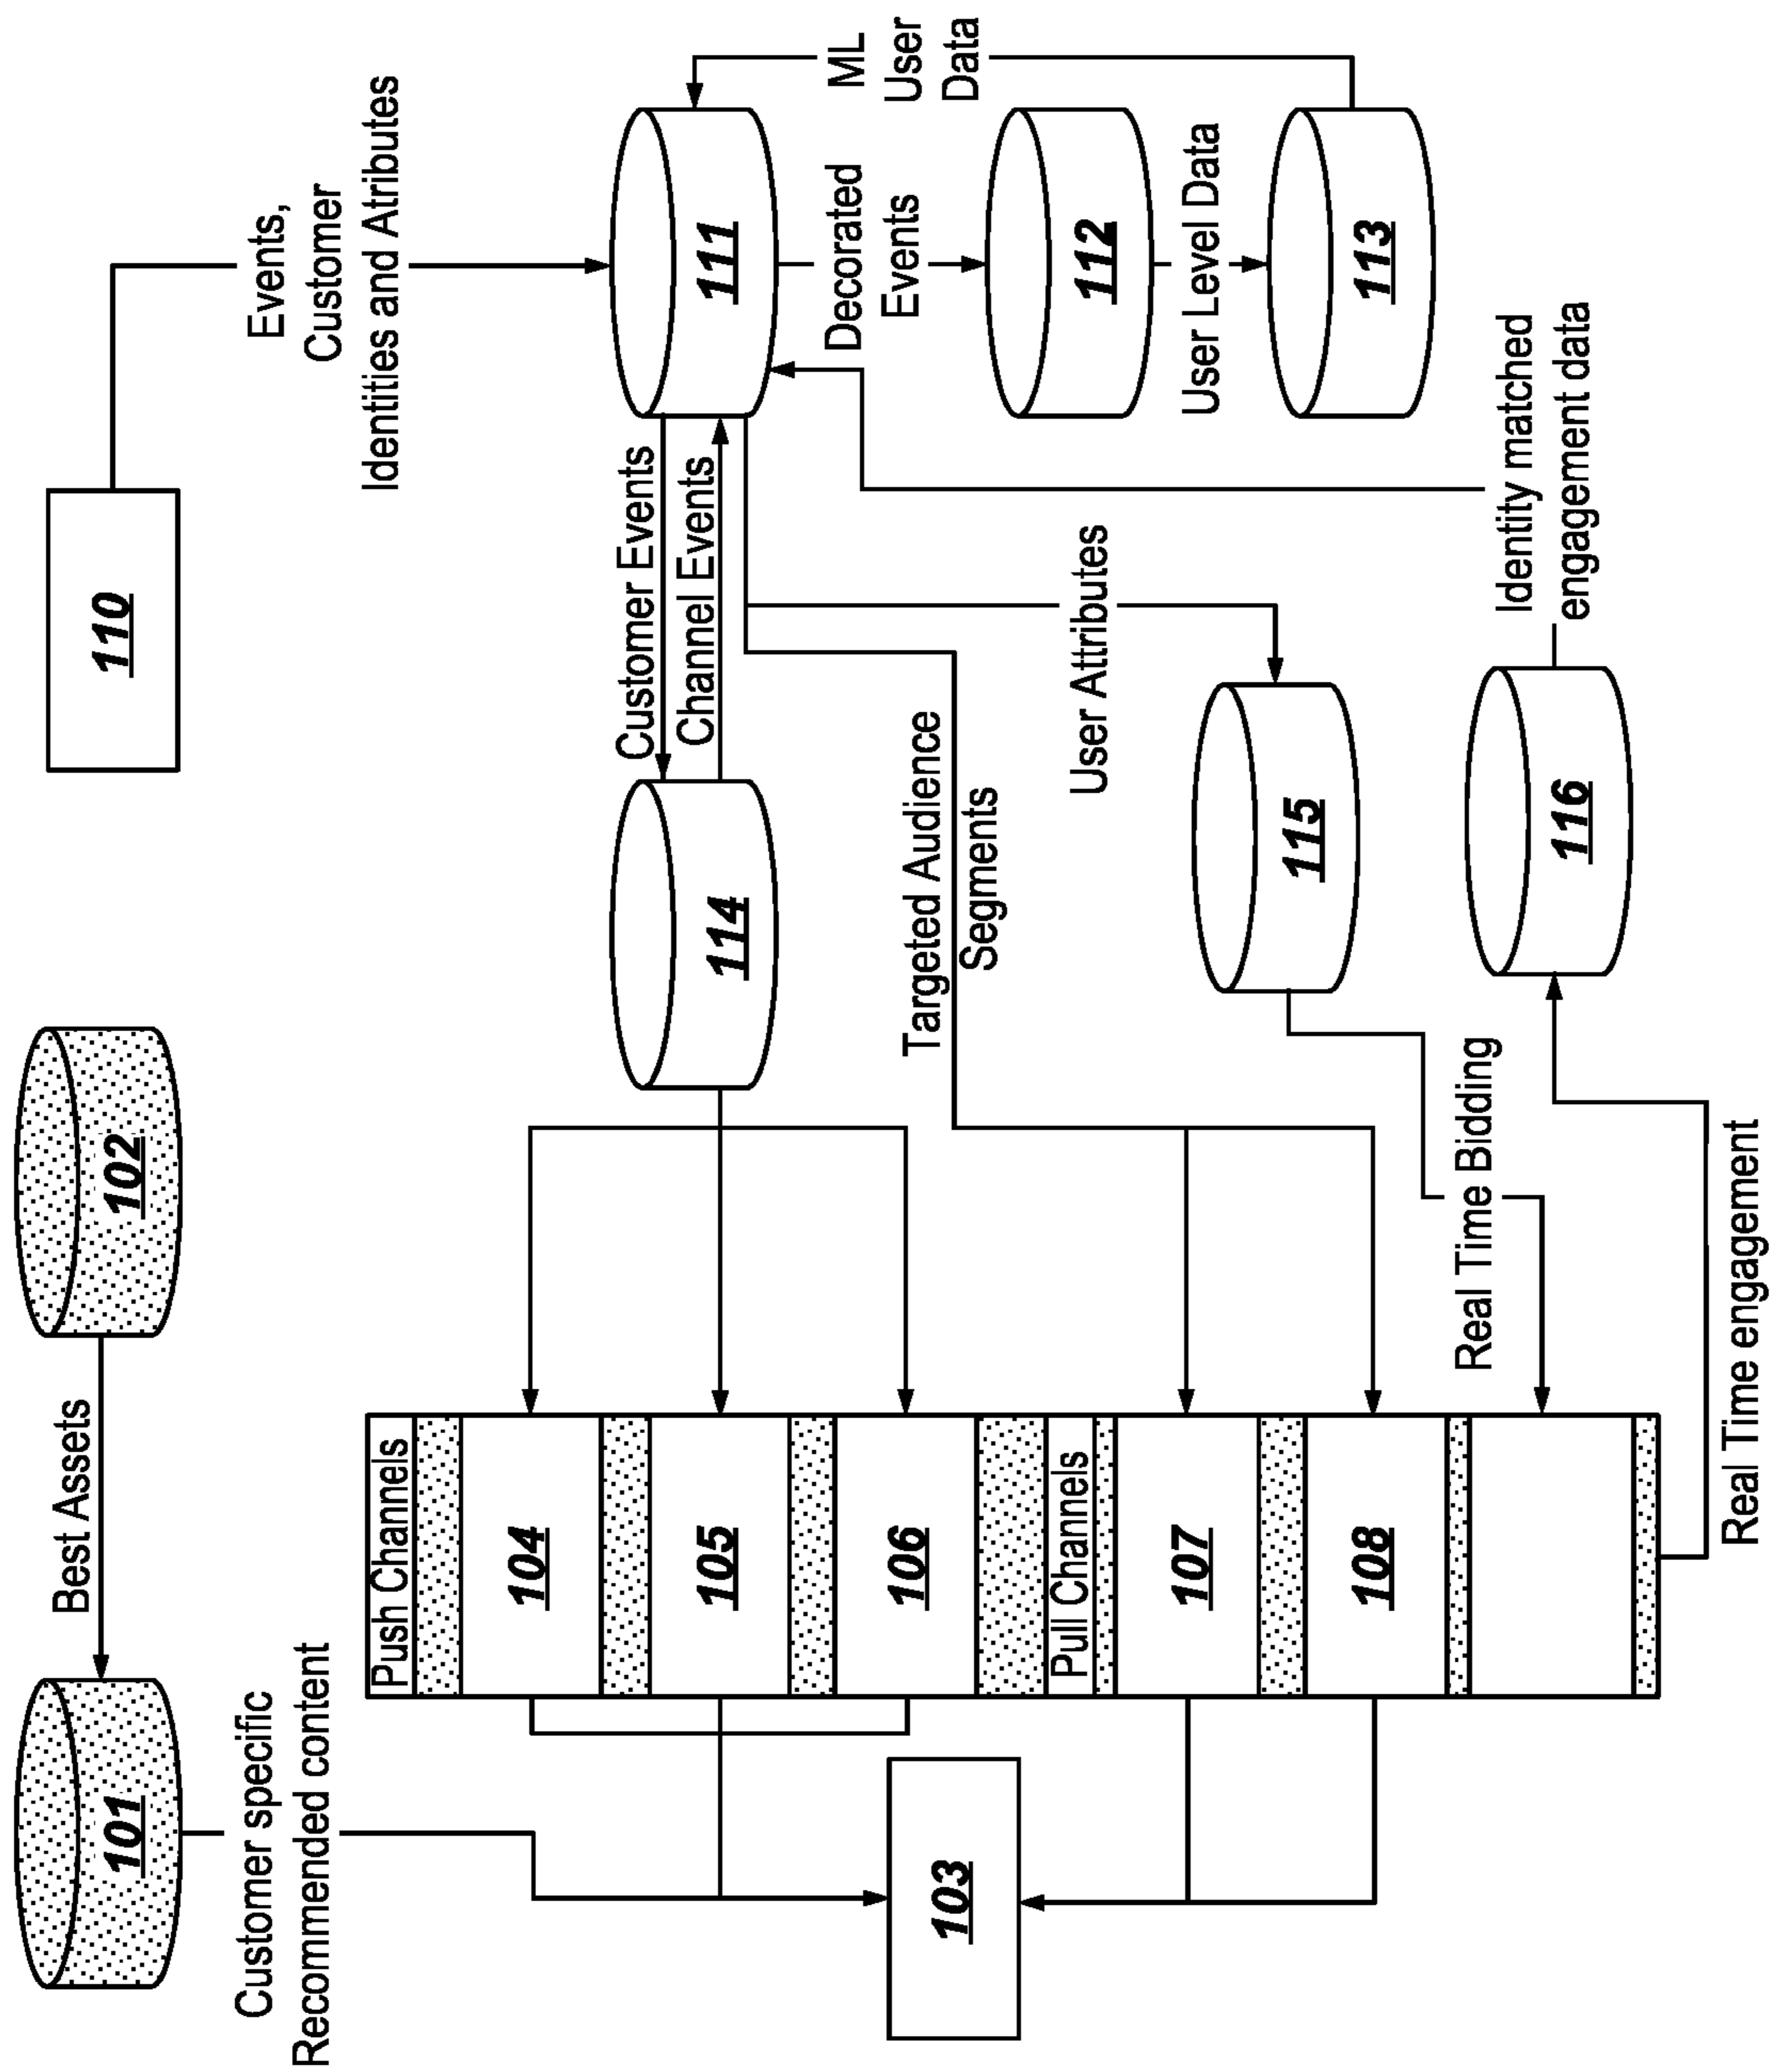 101
Best Assets
102
110
Customer specific
Recommended content
Events,
Customer
Identities and Atributes
Push Channels
104
105
106
Pull Channels
107
108
103
114
Customer Events
Channel Events
111
ML
User
Data
Decorated
Events
112
User Level Data
113
Targeted Audience
Segments
User Attributes
115
Real Time Bidding
116
Identity matched
engagement data
Real Time engagement